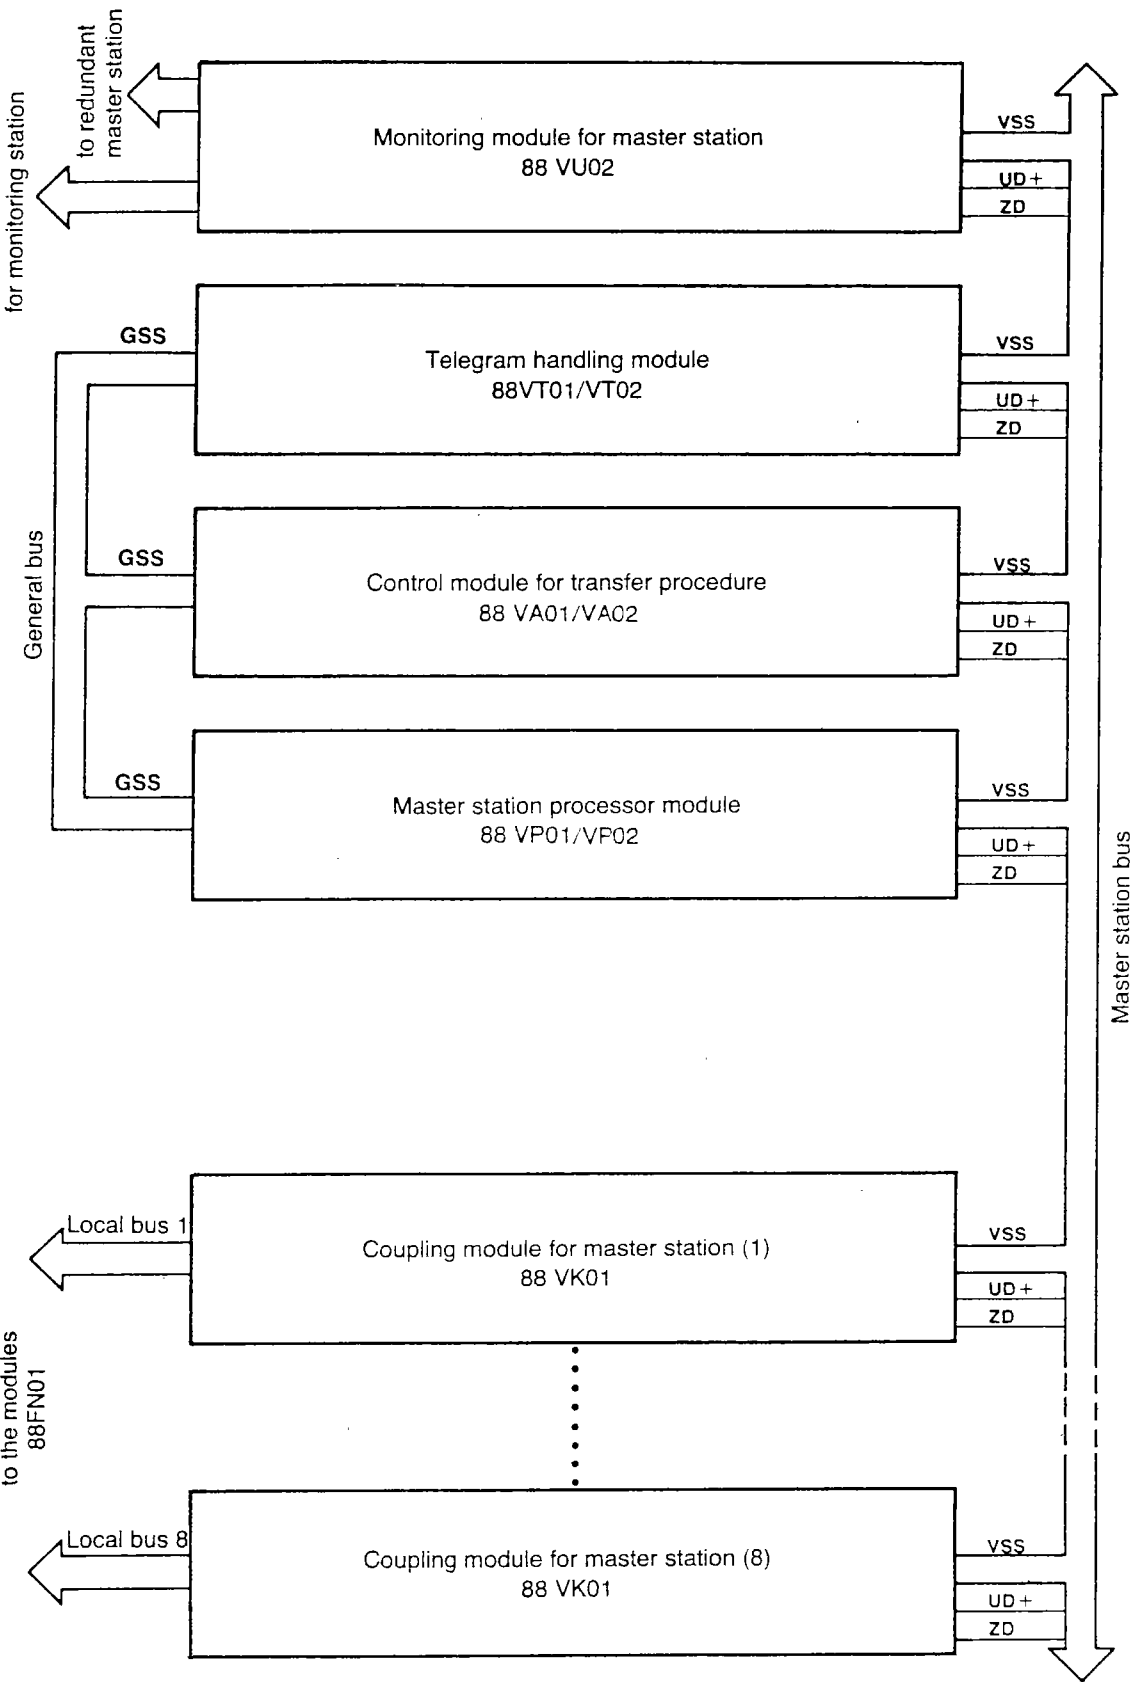 to redundant
master station
for monitoring station
Monitoring module for master station
88 VU02
VSS
UD+
ZD
GSS
Telegram handling module
88VT01/VT02
VSS
UD+
ZD
General bus
GSS
Control module for transfer procedure
88 VA01/VA02
VSS
UD+
ZD
GSS
Master station processor module
88 VP01/VP02
VSS
UD+
ZD
Master station bus
Local bus 1
Coupling module for master station (1)
88 VK01
VSS
UD+
ZD
to the modules
88FN01
Local bus 8
Coupling module for master station (8)
88 VK01
VSS
UD+
ZD